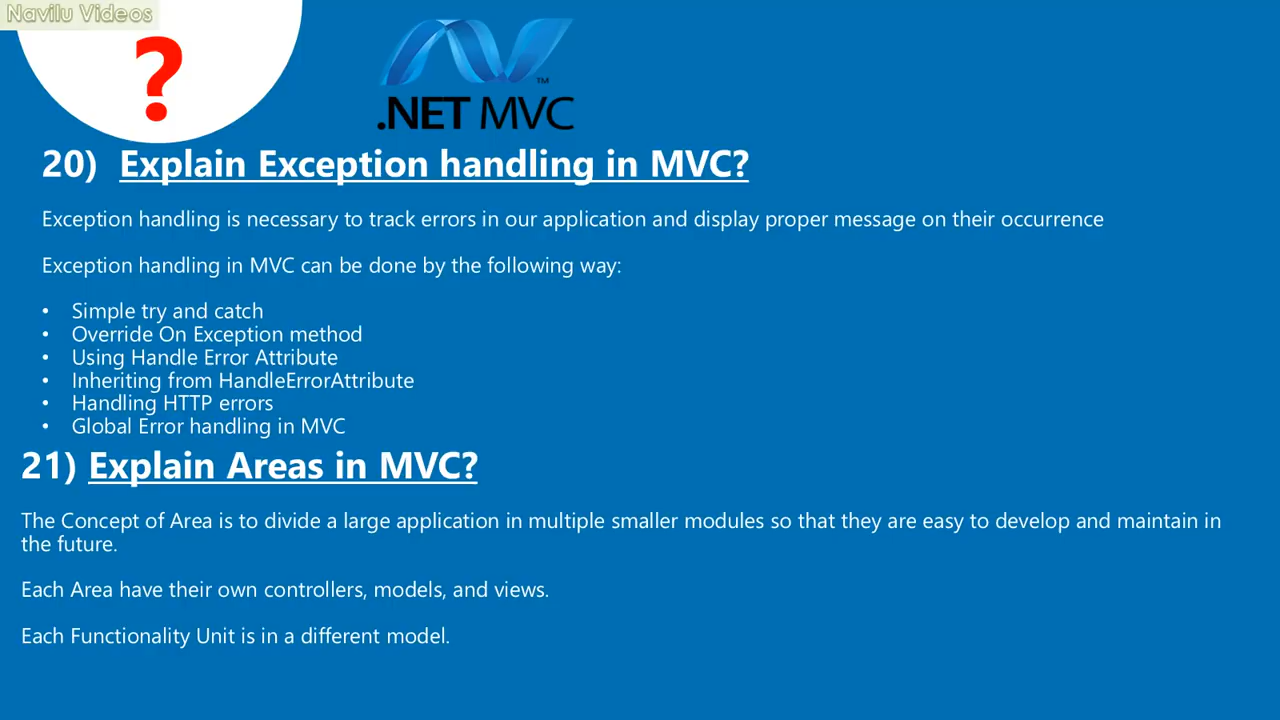 Navilu Videos
?
™
.NET MVC
20) Explain Exception handling in MVC?
Exception handling is necessary to track errors in our application and display proper message on their occurrence
Exception handling in MVC can be done by the following way:
• Simple try and catch
• Override On Exception method
• Using Handle Error Attribute
• Inheriting from HandleErrorAttribute
• Handling HTTP errors
• Global Error handling in MVC
21) Explain Areas in MVC?
The Concept of Area is to divide a large application in multiple smaller modules so that they are easy to develop and maintain in
the future.
Each Area have their own controllers, models, and views.
Each Functionality Unit is in a different model.